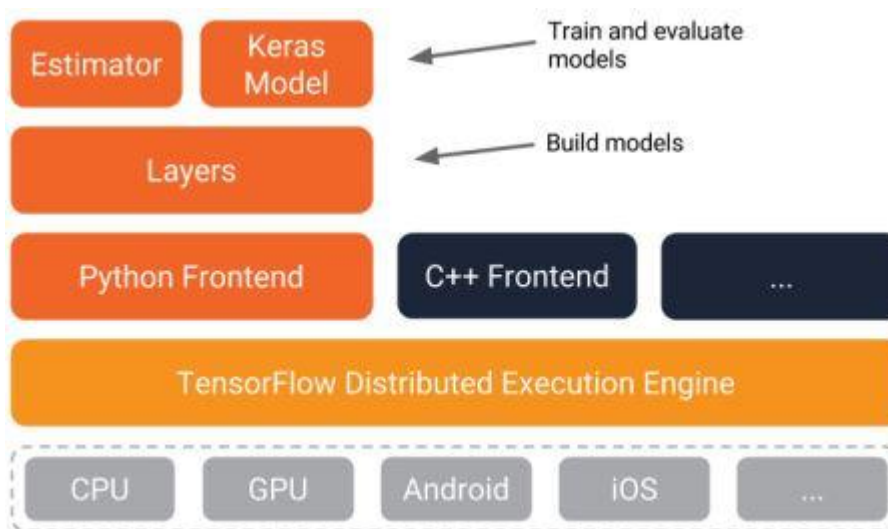 Estimator
Keras
Model
Train and evaluate
models
Layers
Build models
Python Frontend
C++ Frontend
...
TensorFlow Distributed Execution Engine
CPU
GPU
Android
iOS
...